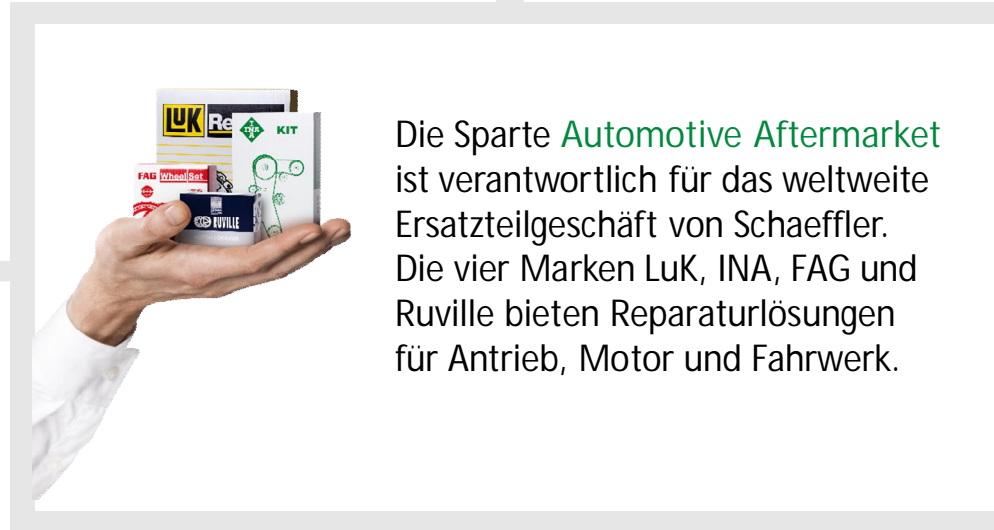 LUK
Re
INA
KIT
FAG Wheel Set
RUVILLE
Die Sparte Automotive Aftermarket
ist verantwortlich für das weltweite
Ersatzteilgeschäft von Schaeffler.
Die vier Marken LuK, INA, FAG und
Ruville bieten Reparaturlösungen
für Antrieb, Motor und Fahrwerk.